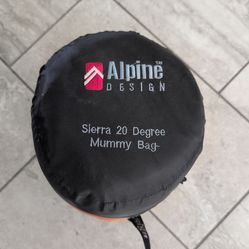 Alpine™
DESIGN
Sierra 20 Degree
Mummy Bag